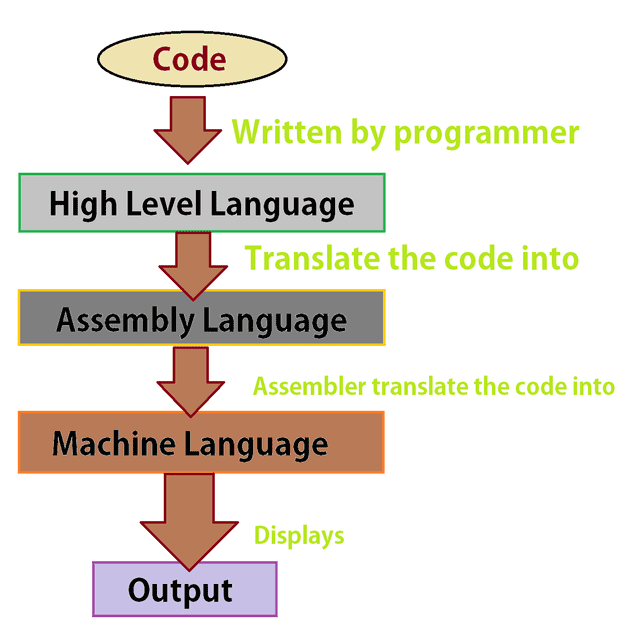 Code
Written by programmer
High Level Language
Translate the code into
Assembly Language
Assembler translate the code into
Machine Language
Displays
Output